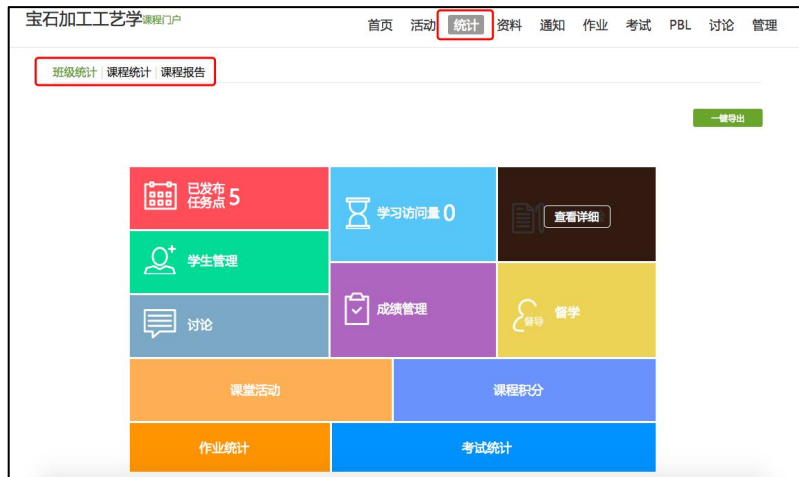 宝石加工工艺学课程门户
首页 活动 统计 资料 通知 作业 考试 PBL 讨论 管理
班级统计 课程统计 课程报告
一键导出
已发布
任务点 5
学习访问量 0
查看详细
学生管理
讨论
成绩管理
督导 督学
课堂活动
课程积分
作业统计
考试统计